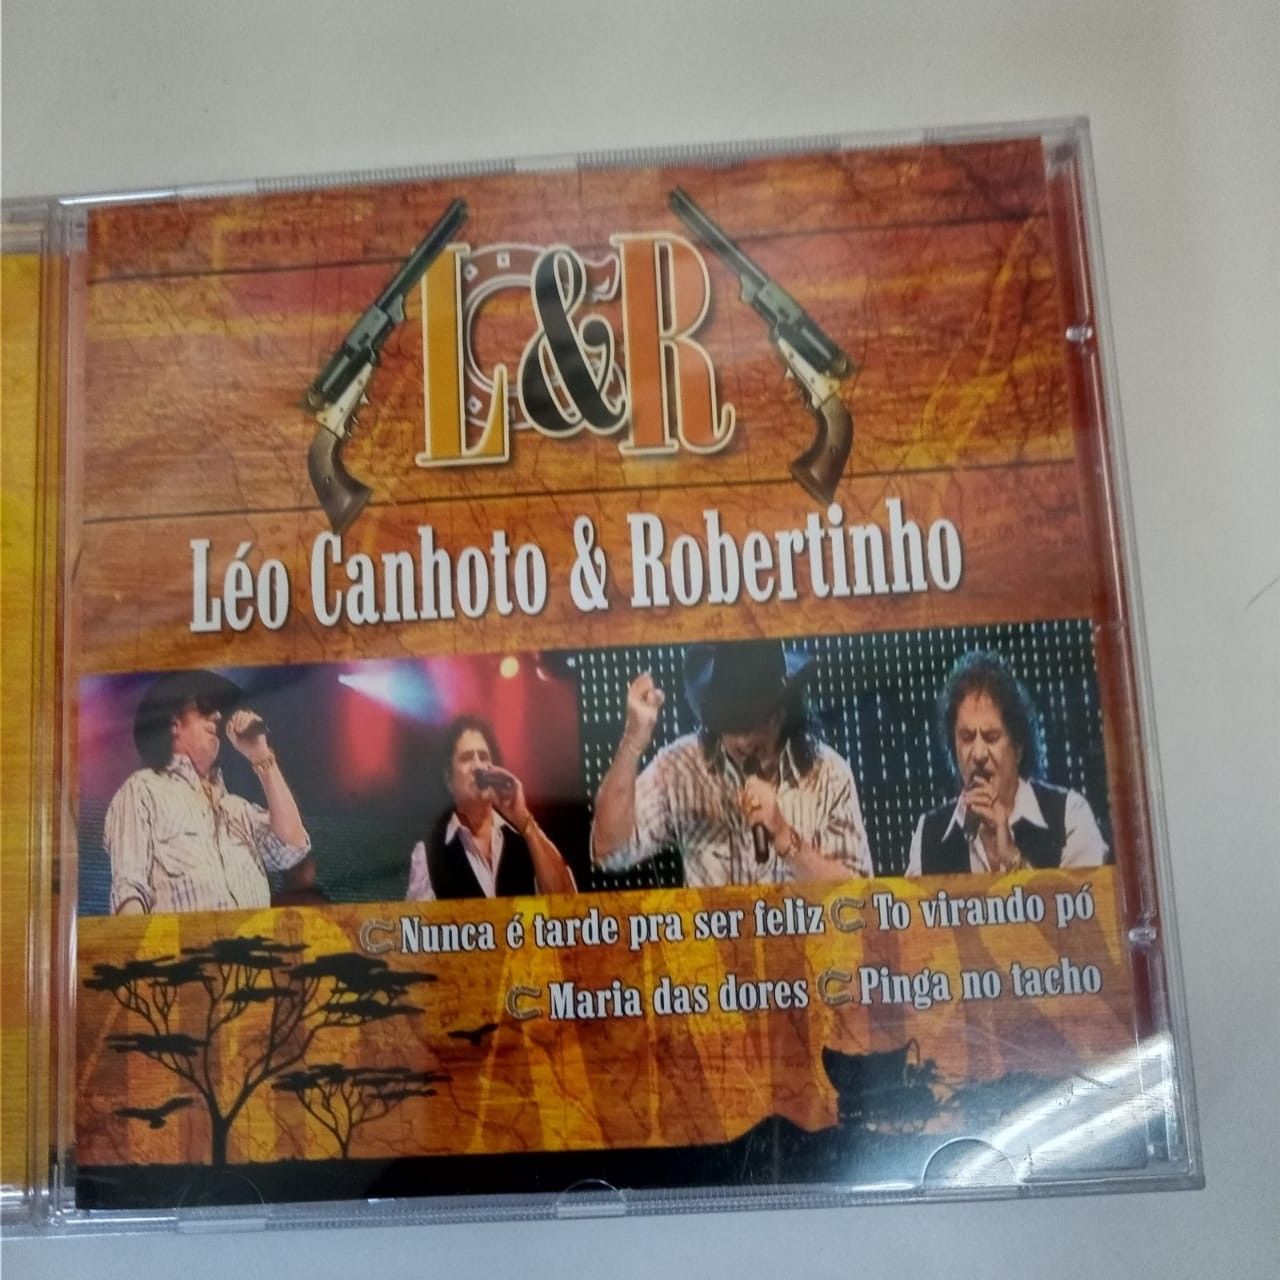 L&R
Léo Canhoto & Robertinho
Nunca é tarde pra ser feliz To virando pó
Maria das dores Pinga no tacho